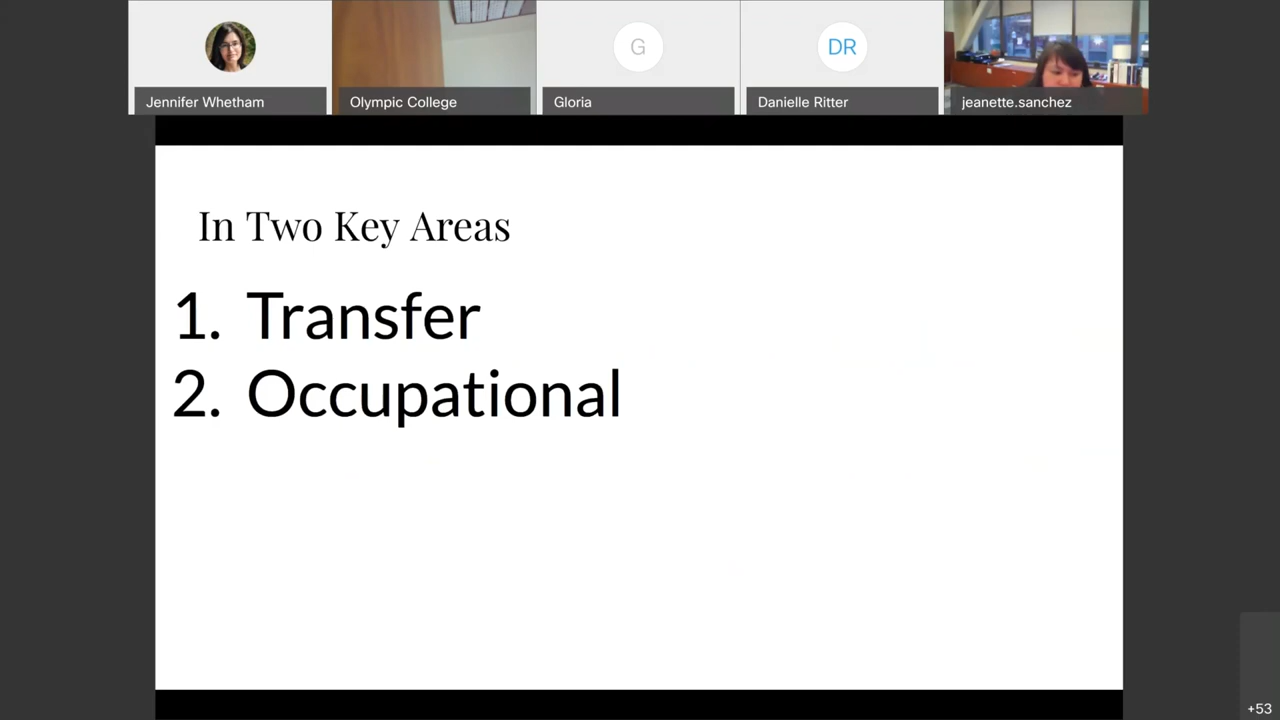 G
DR
Jennifer Whetham
Olympic College
Gloria
Danielle Ritter
jeanette.sanchez
In Two Key Areas
1. Transfer
2. Occupational
+53